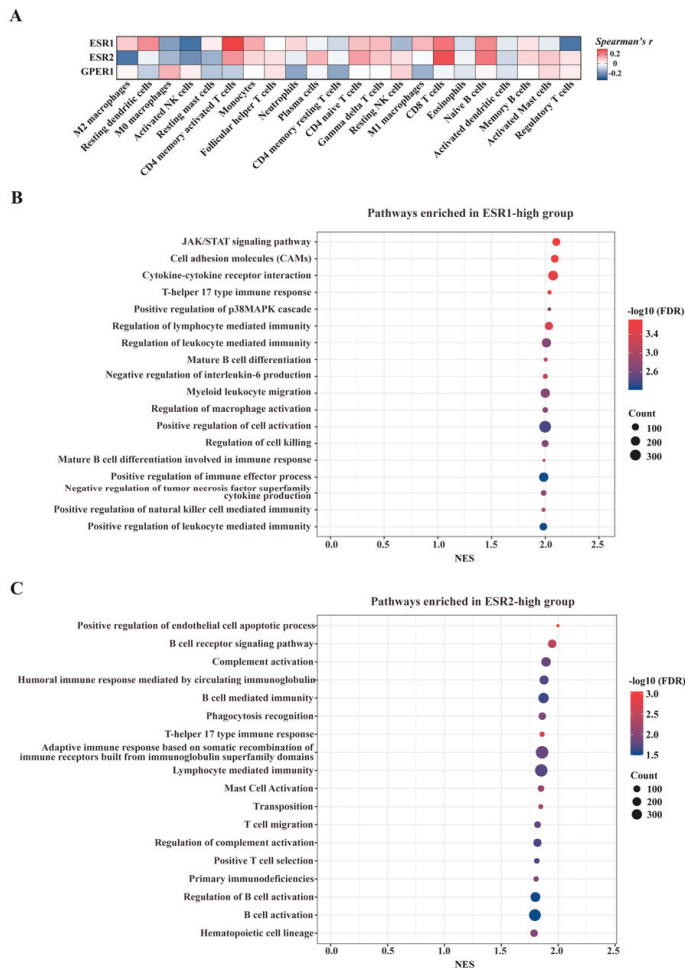 A
ESR1
ESR2
GPER1
Spearman's r
0.2
0
-0.2
M2 macrophages
Resting dendritic cells
M0 macrophages
Activated NK cells
Resting mast cells
CD4 memory activated T cells
Monocytes
Follicular helper T cells
Neutrophils
Plasma cells
CD4 memory resting T cells
CD4 naive T cells
Gamma delta T cells
Resting NK cells
M1 macrophages
CD8 T cells
Eosinophils
Naive B cells
Activated dendritic cells
Memory B cells
Activated Mast cells
Regulatory T cells
B
Pathways enriched in ESR1-high group
JAK/STAT signaling pathway
Cell adhesion molecules (CAMs)
Cytokine-cytokine receptor interaction
T-helper 17 type immune response
Positive regulation of p38MAPK cascade
Regulation of lymphocyte mediated immunity
Regulation of leukocyte mediated immunity
Mature B cell differentiation
Negative regulation of interleukin-6 production
Myeloid leukocyte migration
Regulation of macrophage activation
Positive regulation of cell activation
Regulation of cell killing
Mature B cell differentiation involved in immune response
Positive regulation of immune effector process
Negative regulation of tumor necrosis factor superfamily
cytokine production
Positive regulation of natural killer cell mediated immunity
Positive regulation of leukocyte mediated immunity
0.0 0.5 1.0 1.5 2.0 2.5
NES
-log10 (FDR)
3.4
3.0
2.6
Count
100
200
300
C
Pathways enriched in ESR2-high group
Positive regulation of endothelial cell apoptotic process
B cell receptor signaling pathway
Complement activation
Humoral immune response mediated by circulating immunoglobulin
B cell mediated immunity
Phagocytosis recognition
T-helper 17 type immune response
Adaptive immune response based on somatic recombination of
immune receptors built from immunoglobulin superfamily domains
Lymphocyte mediated immunity
Mast Cell Activation
Transposition
T cell migration
Regulation of complement activation
Positive T cell selection
Primary immunodeficiencies
Regulation of B cell activation
B cell activation
Hematopoietic cell lineage
0.0 0.5 1.0 1.5 2.0 2.5
NES
-log10 (FDR)
3.0
2.5
2.0
1.5
Count
100
200
300